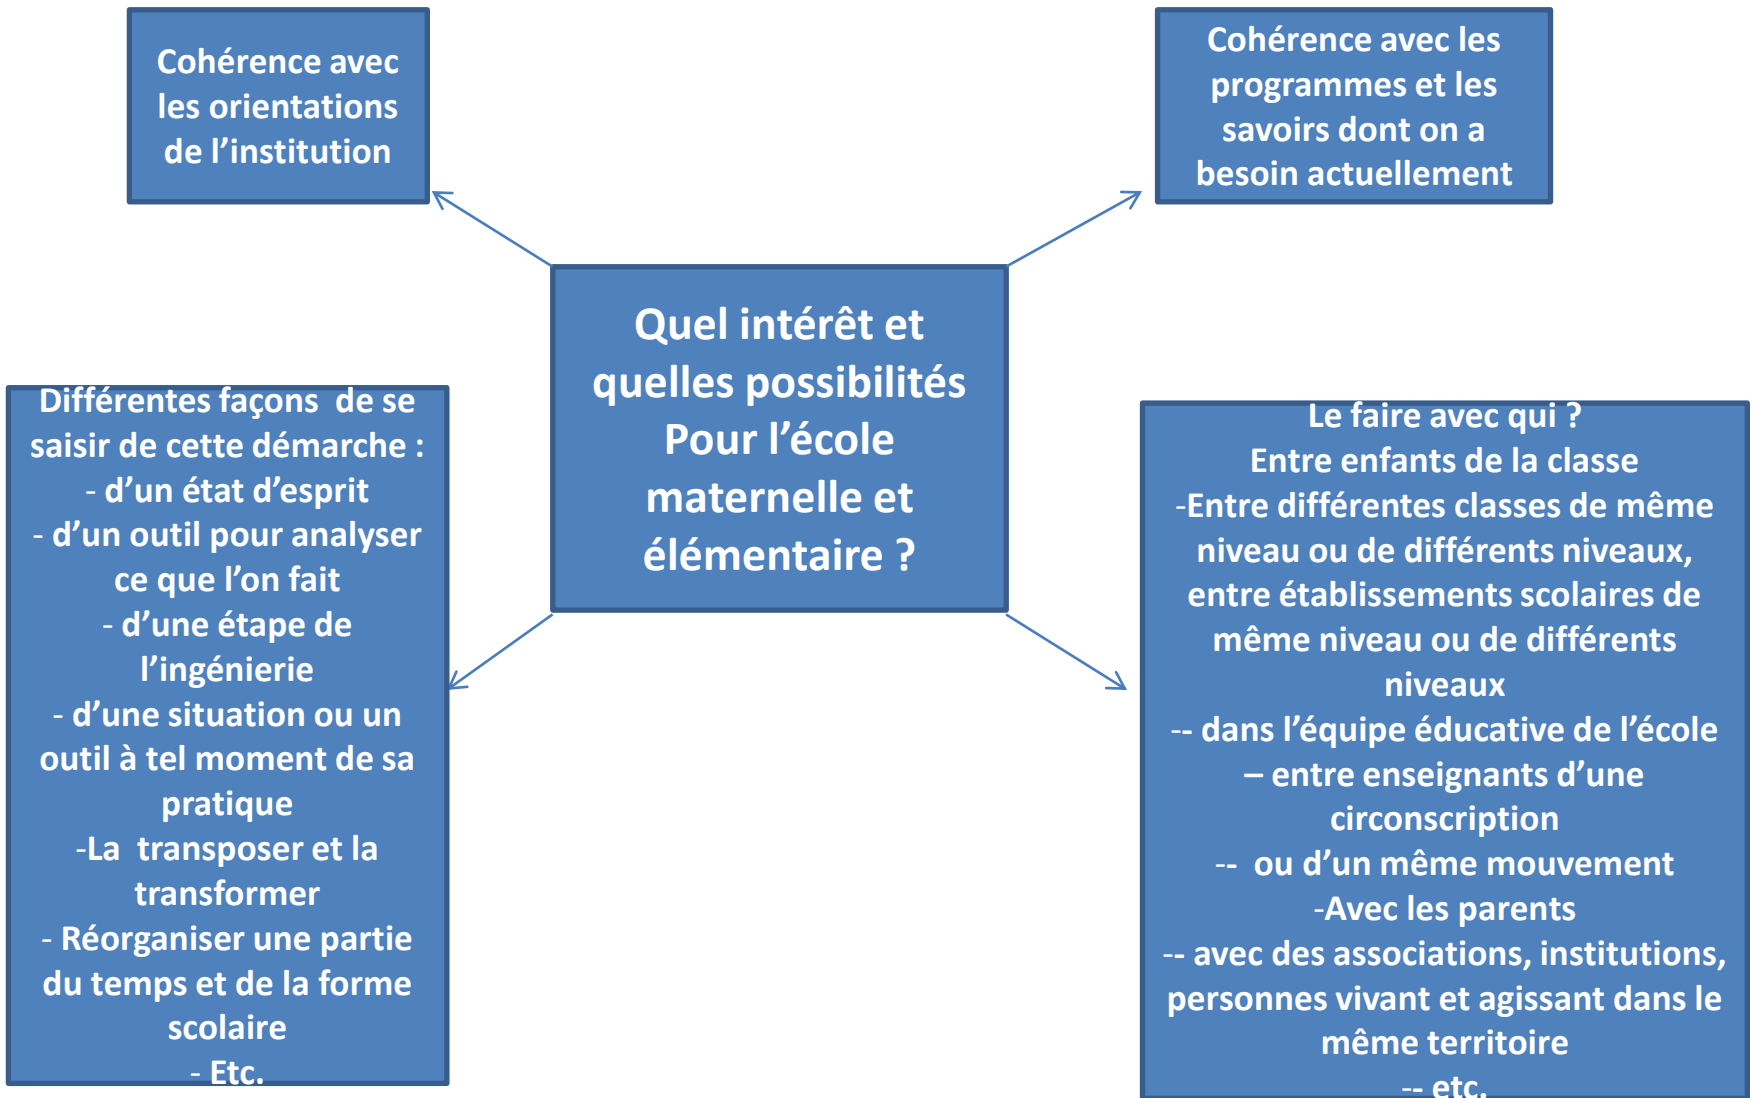 Cohérence avec
les orientations
de l’institution
Cohérence avec les
programmes et les
savoirs dont on a
besoin actuellement
Quel intérêt et
quelles possibilités
Pour l’école
maternelle et
élémentaire ?
Différentes façons  de se
saisir de cette démarche :
- d’un état d’esprit
- d’un outil pour analyser
ce que l’on fait
- d’une étape de
l’ingénierie
- d’une situation ou un
outil à tel moment de sa
pratique
-La  transposer et la
transformer
- Réorganiser une partie
du temps et de la forme
scolaire
- Etc.
Le faire avec qui ?
Entre enfants de la classe
-Entre différentes classes de même
niveau ou de différents niveaux,
entre établissements scolaires de
même niveau ou de différents
niveaux
-- dans l’équipe éducative de l’école
– entre enseignants d’une
circonscription
--  ou d’un même mouvement
-Avec les parents
-- avec des associations, institutions,
personnes vivant et agissant dans le
même territoire
-- etc.